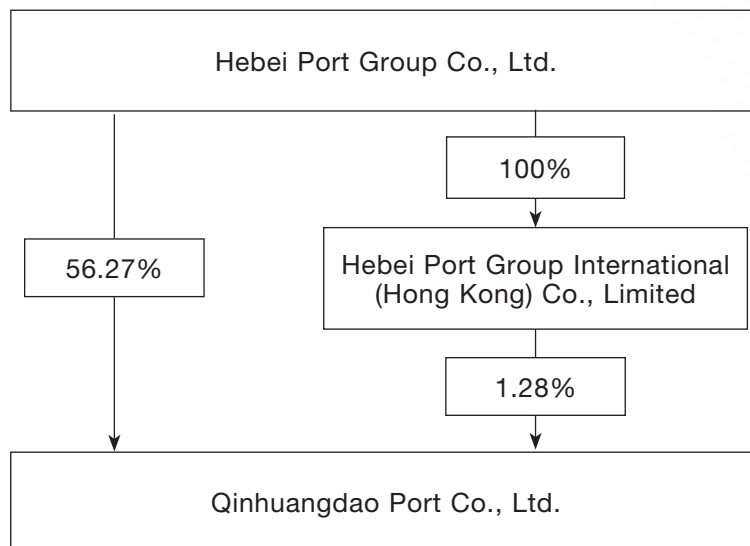 Hebei Port Group Co., Ltd.
100%
56.27%
Hebei Port Group International
(Hong Kong) Co., Limited
1.28%
Qinhuangdao Port Co., Ltd.